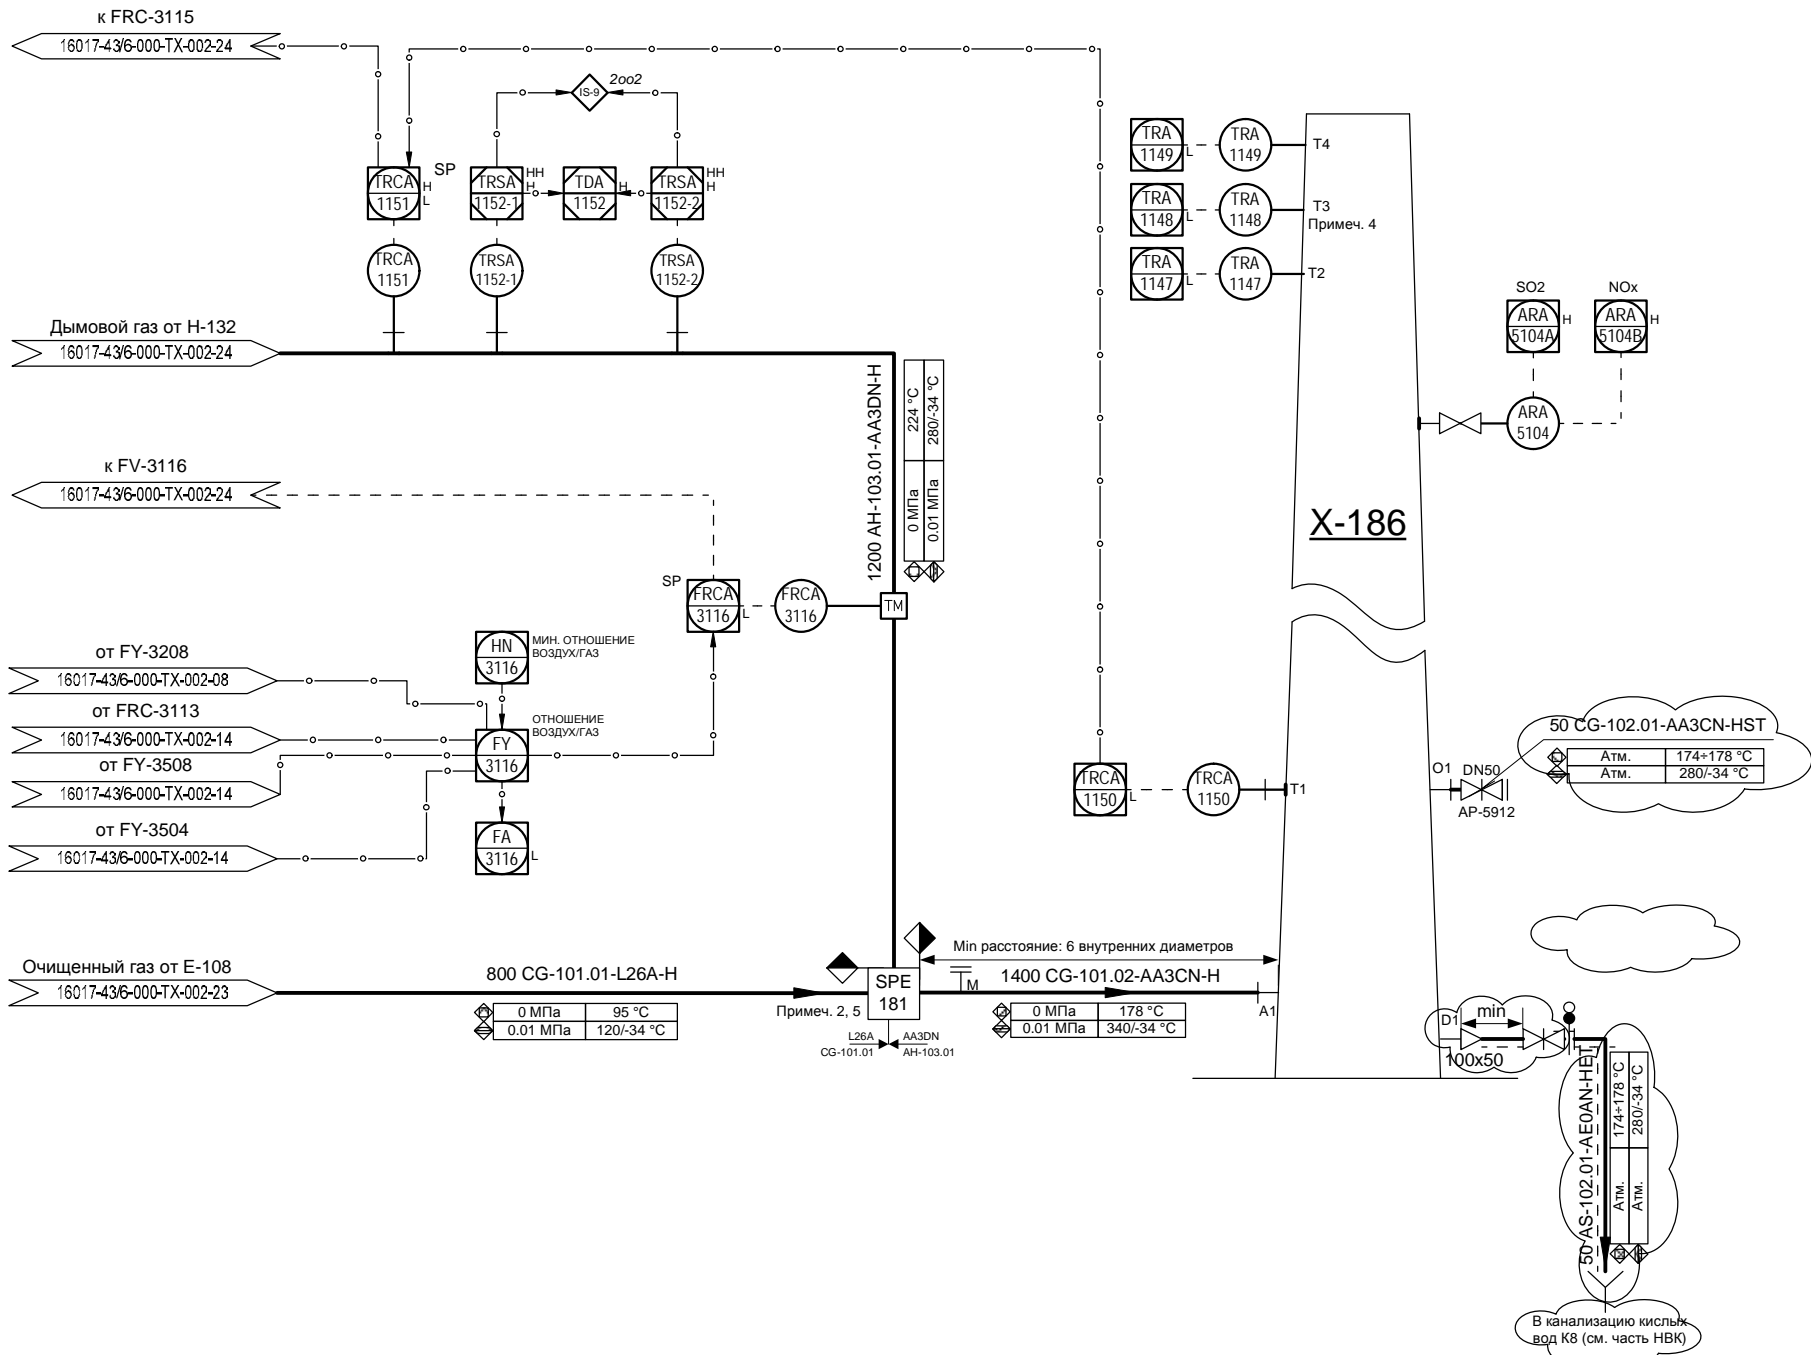 к FRC-3115
16017-43/6-000-TX-002-24
2oo2
IS-9
SP
TRCA
1151
H
L
TRSA
1152-1
HH
H
TDA
1152
H
TRSA
1152-2
HH
H
TRCA
1151
TRSA
1152-1
TRSA
1152-2
TRA
1149
L
TRA
1149
T4
TRA
1148
L
TRA
1148
T3
Примеч. 4
TRA
1147
L
TRA
1147
T2
Дымовой газ от Н-132
16017-43/6-000-TX-002-24
SO2
NOx
ARA
5104A
H
ARA
5104B
H
ARA
5104
1200 AH-103.01-AA3DN-H
0 МПа
224 °C
0.01 МПа
280/-34 °C
к FV-3116
16017-43/6-000-TX-002-24
X-186
SP
FRCA
3116
L
FRCA
3116
TM
от FY-3208
16017-43/6-000-TX-002-08
HN
3116
МИН. ОТНОШЕНИЕ
ВОЗДУХ/ГАЗ
от FRC-3113
16017-43/6-000-TX-002-14
ОТНОШЕНИЕ
ВОЗДУХ/ГАЗ
FY
3116
от FY-3508
16017-43/6-000-TX-002-14
от FY-3504
16017-43/6-000-TX-002-14
FA
3116
L
TRCA
1150
L
TRCA
1150
T1
50 CG-102.01-AA3CN-HST
Атм.
174÷178 °C
Атм.
280/-34 °C
O1
DN50
AP-5912
Очищенный газ от Е-108
16017-43/6-000-TX-002-23
800 CG-101.01-L26A-H
0 МПа
95 °C
0.01 МПа
120/-34 °C
Примеч. 2, 5
SPE
181
L26A
AA3DN
CG-101.01
AH-103.01
Min расстояние: 6 внутренних диаметров
M
1400 CG-101.02-AA3CN-H
0 МПа
178 °C
0.01 МПа
340/-34 °C
A1
D1
min
100x50
50 AS-102.01-AE0AN-HET
Атм.
174÷178 °C
Атм.
280/-34 °C
В канализацию кислых
вод К8 (см. часть НВК)